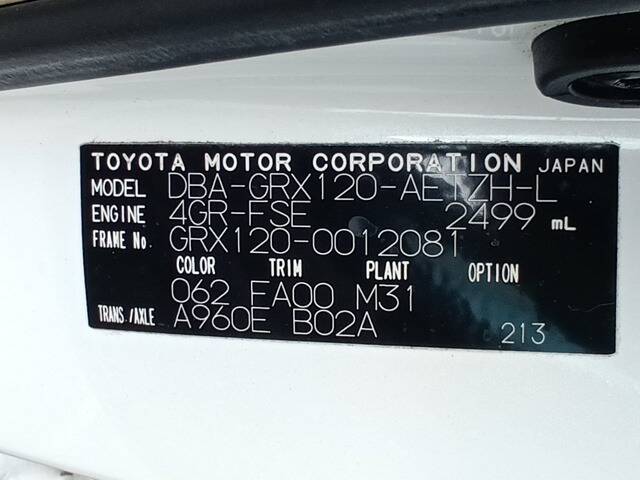 TOYOTA MOTOR CORPORATION JAPAN
MODEL DBA-GRX120-AETZH-L
ENGINE 4GR-FSE 2499 mL
FRAME No. GRX120-0012081
COLOR TRIM PLANT OPTION
062 FA00 M31
TRANS./AXLE A960E B02A 213